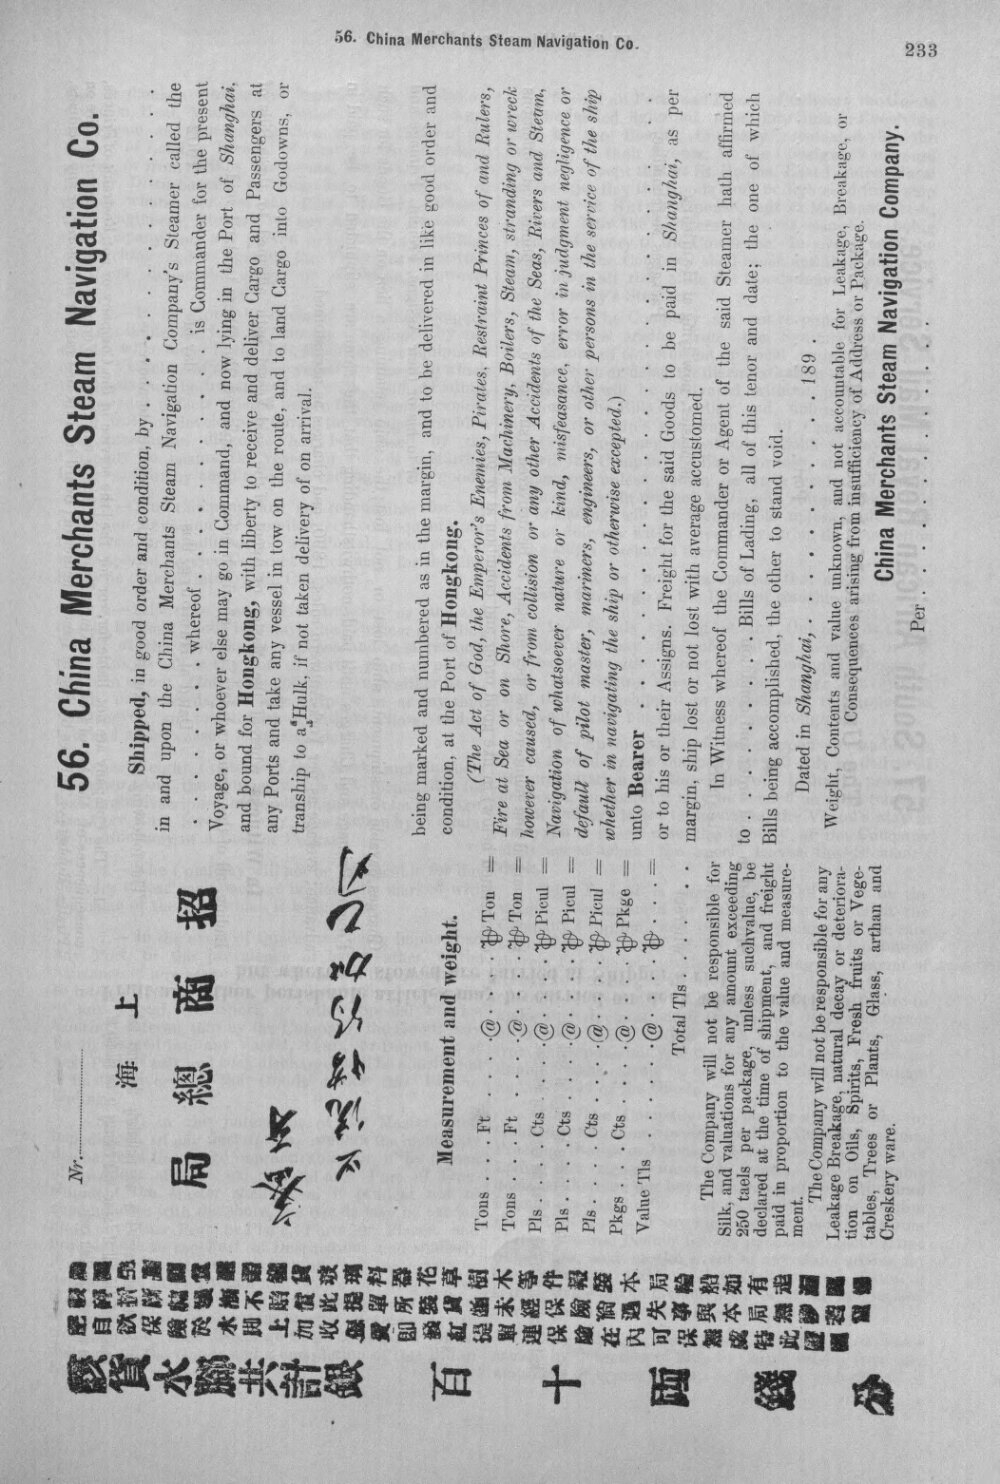 56. China Merchants Steam Navigation Co.
233
56. China Merchants Steam Navigation Co.
Shipped, in good order and condition, by . . . . . . . . . . . . .
in and upon the China Merchants Steam Navigation Company's Steamer called the
. . . . . . . whereof . . . . . . . . . . . is Commander for the present
Voyage, or whoever else may go in Command, and now lying in the Port of Shanghai,
and bound for Hongkong, with liberty to receive and deliver Cargo and Passengers at
any Ports and take any vessel in tow on the route, and to land Cargo into Godowns, or
tranship to a Hulk, if not taken delivery of on arrival.
being marked and numbered as in the margin, and to be delivered in like good order and
condition, at the Port of Hongkong.
(The Act of God, the Emperor's Enemies, Pirates, Restraint Princes of and Rulers,
Fire at Sea or on Shore, Accidents from Machinery, Boilers, Steam, stranding or wreck
however caused, or from collision or any other Accidents of the Seas, Rivers and Steam,
Navigation of whatsoever nature or kind, misfeasance, error in judgment negligence or
default of pilot master, mariners, engineers, or other persons in the service of the ship
whether in navigating the ship or otherwise excepted.)
unto Bearer . . . . . . . . . . . . . . . . . . . . . . .
or to his or their Assigns. Freight for the said Goods to be paid in Shanghai, as per
margin, ship lost or not lost with average accustomed.
In Witness whereof the Commander or Agent of the said Steamer hath affirmed
to . . . . . . . . . . Bills of Lading, all of this tenor and date; the one of which
Bills being accomplished, the other to stand void.
Dated in Shanghai, . . . . . . . . . . . . 189 .
Weight, Contents and value unknown, and not accountable for Leakage, Breakage, or
Consequences arising from insufficiency of Address or Package.
China Merchants Steam Navigation Company.
Per . . . . . . . . . . . . . . .
Nr.
上海
招商總局
Measurement and weight.
Tons . . . . Ft . . . . . @ . . . . ℔ Ton =
Tons . . . . Ft . . . . . @ . . . . ℔ Ton =
Pls . . . . . Cts . . . . @ . . . . ℔ Picul =
Pls . . . . . Cts . . . . @ . . . . ℔ Picul =
Pls . . . . . Cts . . . . @ . . . . ℔ Picul =
Pkgs . . . . Cts . . . . @ . . . . ℔ Pkge =
Value Tls . . . . . . . . @ . . . . ℔ . . . . =
Total Tls . . . . . . .
The Company will not be responsible for
Silk, and valuations for any amount exceeding
250 taels per package, unless suchvalue, be
declared at the time of shipment, and freight
paid in proportion to the value and measure-
ment.
The Company will not be responsible for any
Leakage Breakage, natural decay or deteriora-
tion on Oils, Spirits, Fresh fruits or Vege-
tables, Trees or Plants, Glass, arthan and
Creskery ware.
貨水腳共計銀 百 十 兩 錢 分